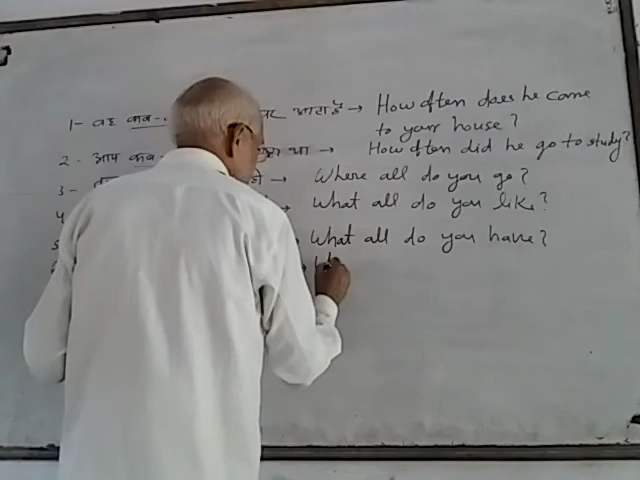 1- वह कब- पर आता है → How often does he come
to your house?
2. आप कब था → How often did he go to study?
3- हो → Where all do you go?
4 → What all do you like?
5 What all do you have?